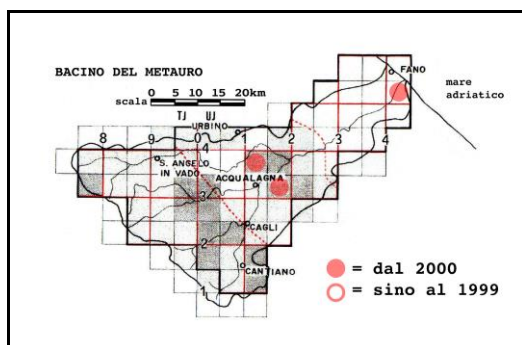 FANO
BACINO DEL METAURO
mare
adriatico
scala 0 5 10 15 20km
TJ UJ
URBINO
8 9 0 1 2 3 4
4
S. ANGELO
IN VADO
ACQUALAGNA
3
CAGLI
2
CANTIANO
1
= dal 2000
= sino al 1999